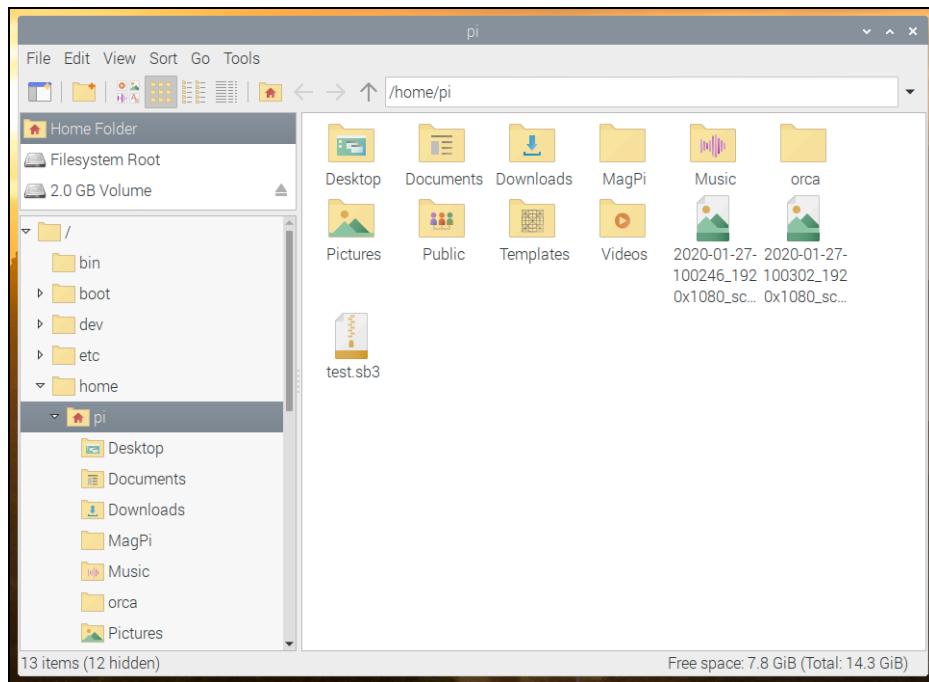 pi
File Edit View Sort Go Tools
/home/pi
Home Folder
Filesystem Root
2.0 GB Volume
/
bin
boot
dev
etc
home
pi
Desktop
Documents
Downloads
MagPi
Music
orca
Pictures
Desktop Documents Downloads MagPi Music orca
Pictures Public Templates Videos 2020-01-27- 2020-01-27-
100246_192 100302_192
0x1080_sc... 0x1080_sc...
test.sb3
13 items (12 hidden) Free space: 7.8 GiB (Total: 14.3 GiB)